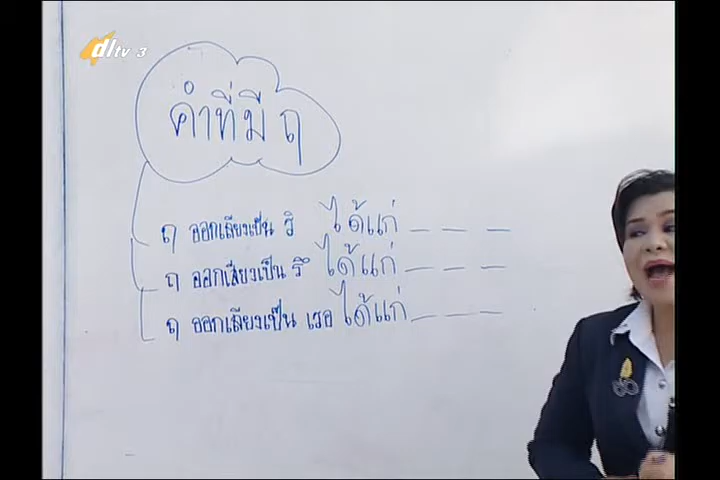 dltv 3
คำที่มี ฤ
ฤ ออกเสียงเป็น ริ ได้แก่ _ _ _
ฤ ออกเสียงเป็น รึ ได้แก่ _ _ _
ฤ ออกเสียงเป็น เรอ ได้แก่ _ _ _